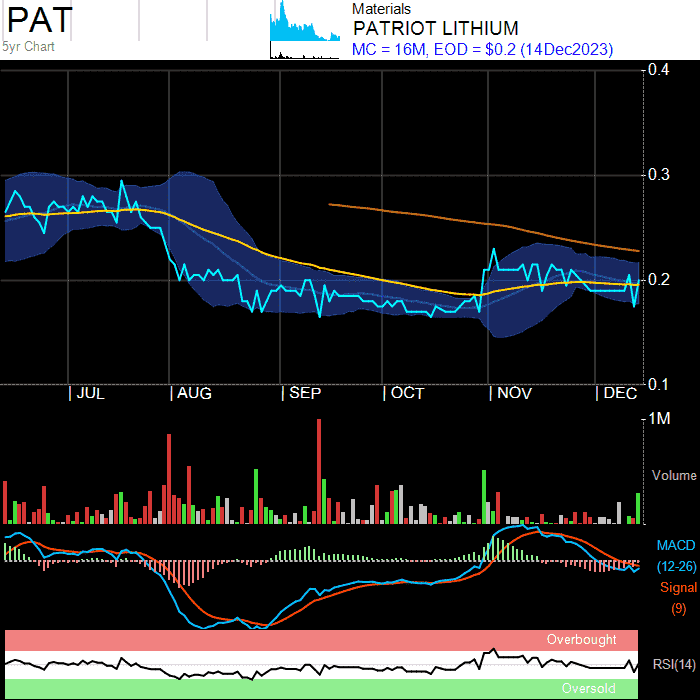 PAT
5yr Chart
Materials
PATRIOT LITHIUM
MC = 16M, EOD = $0.2 (14Dec2023)
0.4
0.3
0.2
0.1
JUL
AUG
SEP
OCT
NOV
DEC
1M
Volume
MACD
(12-26)
Signal
(9)
Overbought
RSI(14)
Oversold